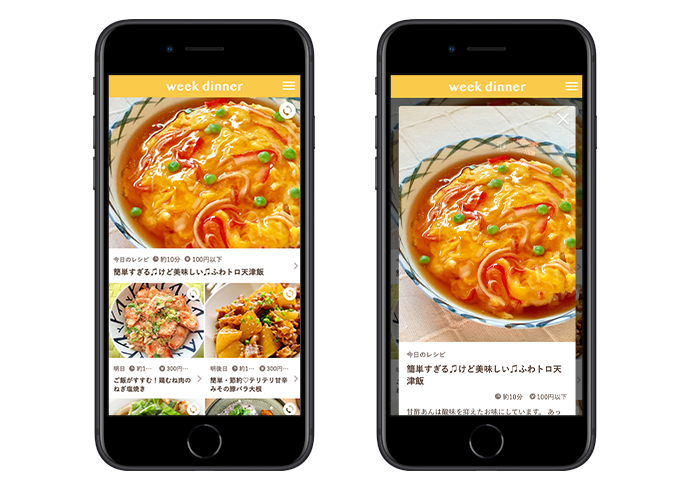 week dinner
今日のレシピ 約10分 100円以下
簡単すぎる♫けど美味しい♫ふわトロ天津飯
明日 約1… 300円…
ご飯がすすむ!鶏むね肉の
ねぎ塩焼き
明後日 約1… 300円…
簡単・節約♡テリテリ甘辛
みその豚バラ大根
week dinner
今日のレシピ
簡単すぎる♫けど美味しい♫ふわトロ天
津飯
約10分 100円以下
甘酢あんは酸味を抑えたお味にしています。 あっ